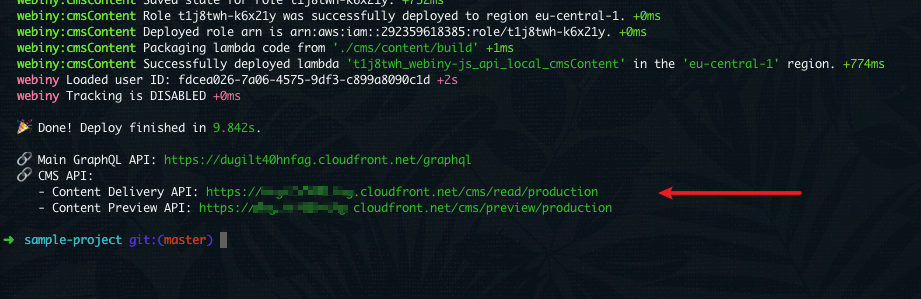 webiny:cmsContent Saved state for role t1j8twh-k6x21y. +752ms
webiny:cmsContent Role t1j8twh-k6x21y was successfully deployed to region eu-central-1. +0ms
webiny:cmsContent Deployed role arn is arn:aws:iam::292359618385:role/t1j8twh-k6x21y. +0ms
webiny:cmsContent Packaging lambda code from './cms/content/build' +1ms
webiny:cmsContent Successfully deployed lambda 't1j8twh_webiny-js_api_local_cmsContent' in the 'eu-central-1' region. +774ms
webiny Loaded user ID: fdcea026-7a06-4575-9df3-c899a8090c1d +2s
webiny Tracking is DISABLED +0ms
🎉 Done! Deploy finished in 9.842s.
🔗 Main GraphQL API: https://dugilt40hnfag.cloudfront.net/graphql
🔗 CMS API:
- Content Delivery API: https:// .cloudfront.net/cms/read/production
- Content Preview API: https:// cloudfront.net/cms/preview/production
➜ sample-project git:(master)